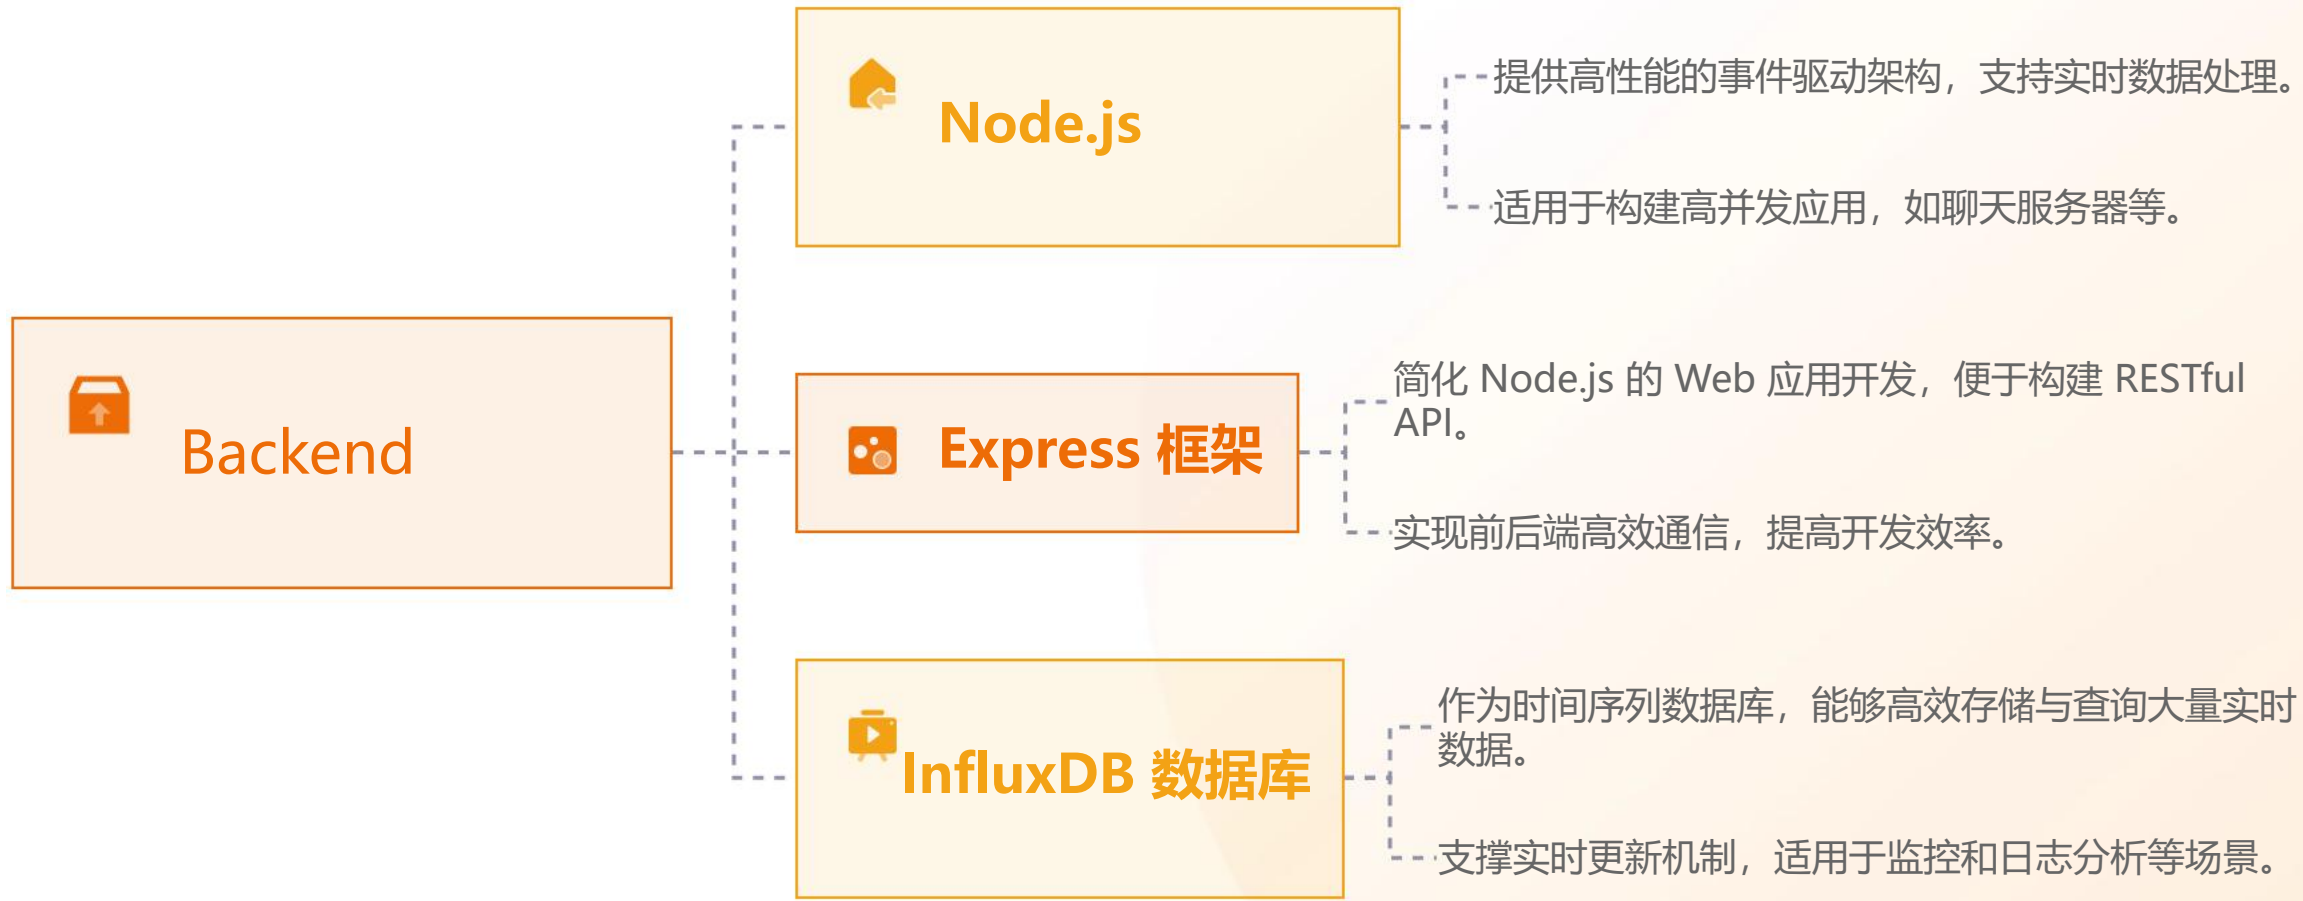 Backend
Node.js
提供高性能的事件驱动架构，支持实时数据处理。
适用于构建高并发应用，如聊天服务器等。
Express 框架
简化 Node.js 的 Web 应用开发，便于构建 RESTful
API。
实现前后端高效通信，提高开发效率。
InfluxDB 数据库
作为时间序列数据库，能够高效存储与查询大量实时
数据。
支撑实时更新机制，适用于监控和日志分析等场景。